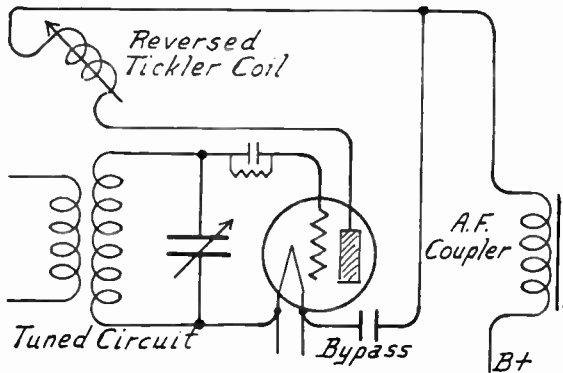 Reversed
Tickler Coil
A.F.
Coupler
Tuned Circuit
Bypass
B+